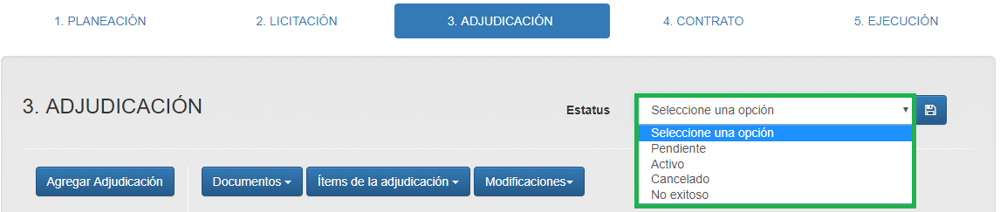 1. PLANEACIÓN
2. LICITACIÓN
3. ADJUDICACIÓN
4. CONTRATO
5. EJECUCIÓN
3. ADJUDICACIÓN
Estatus
Seleccione una opción
Seleccione una opción
Pendiente
Activo
Cancelado
No exitoso
Agregar Adjudicación
Documentos
Ítems de la adjudicación
Modificaciones